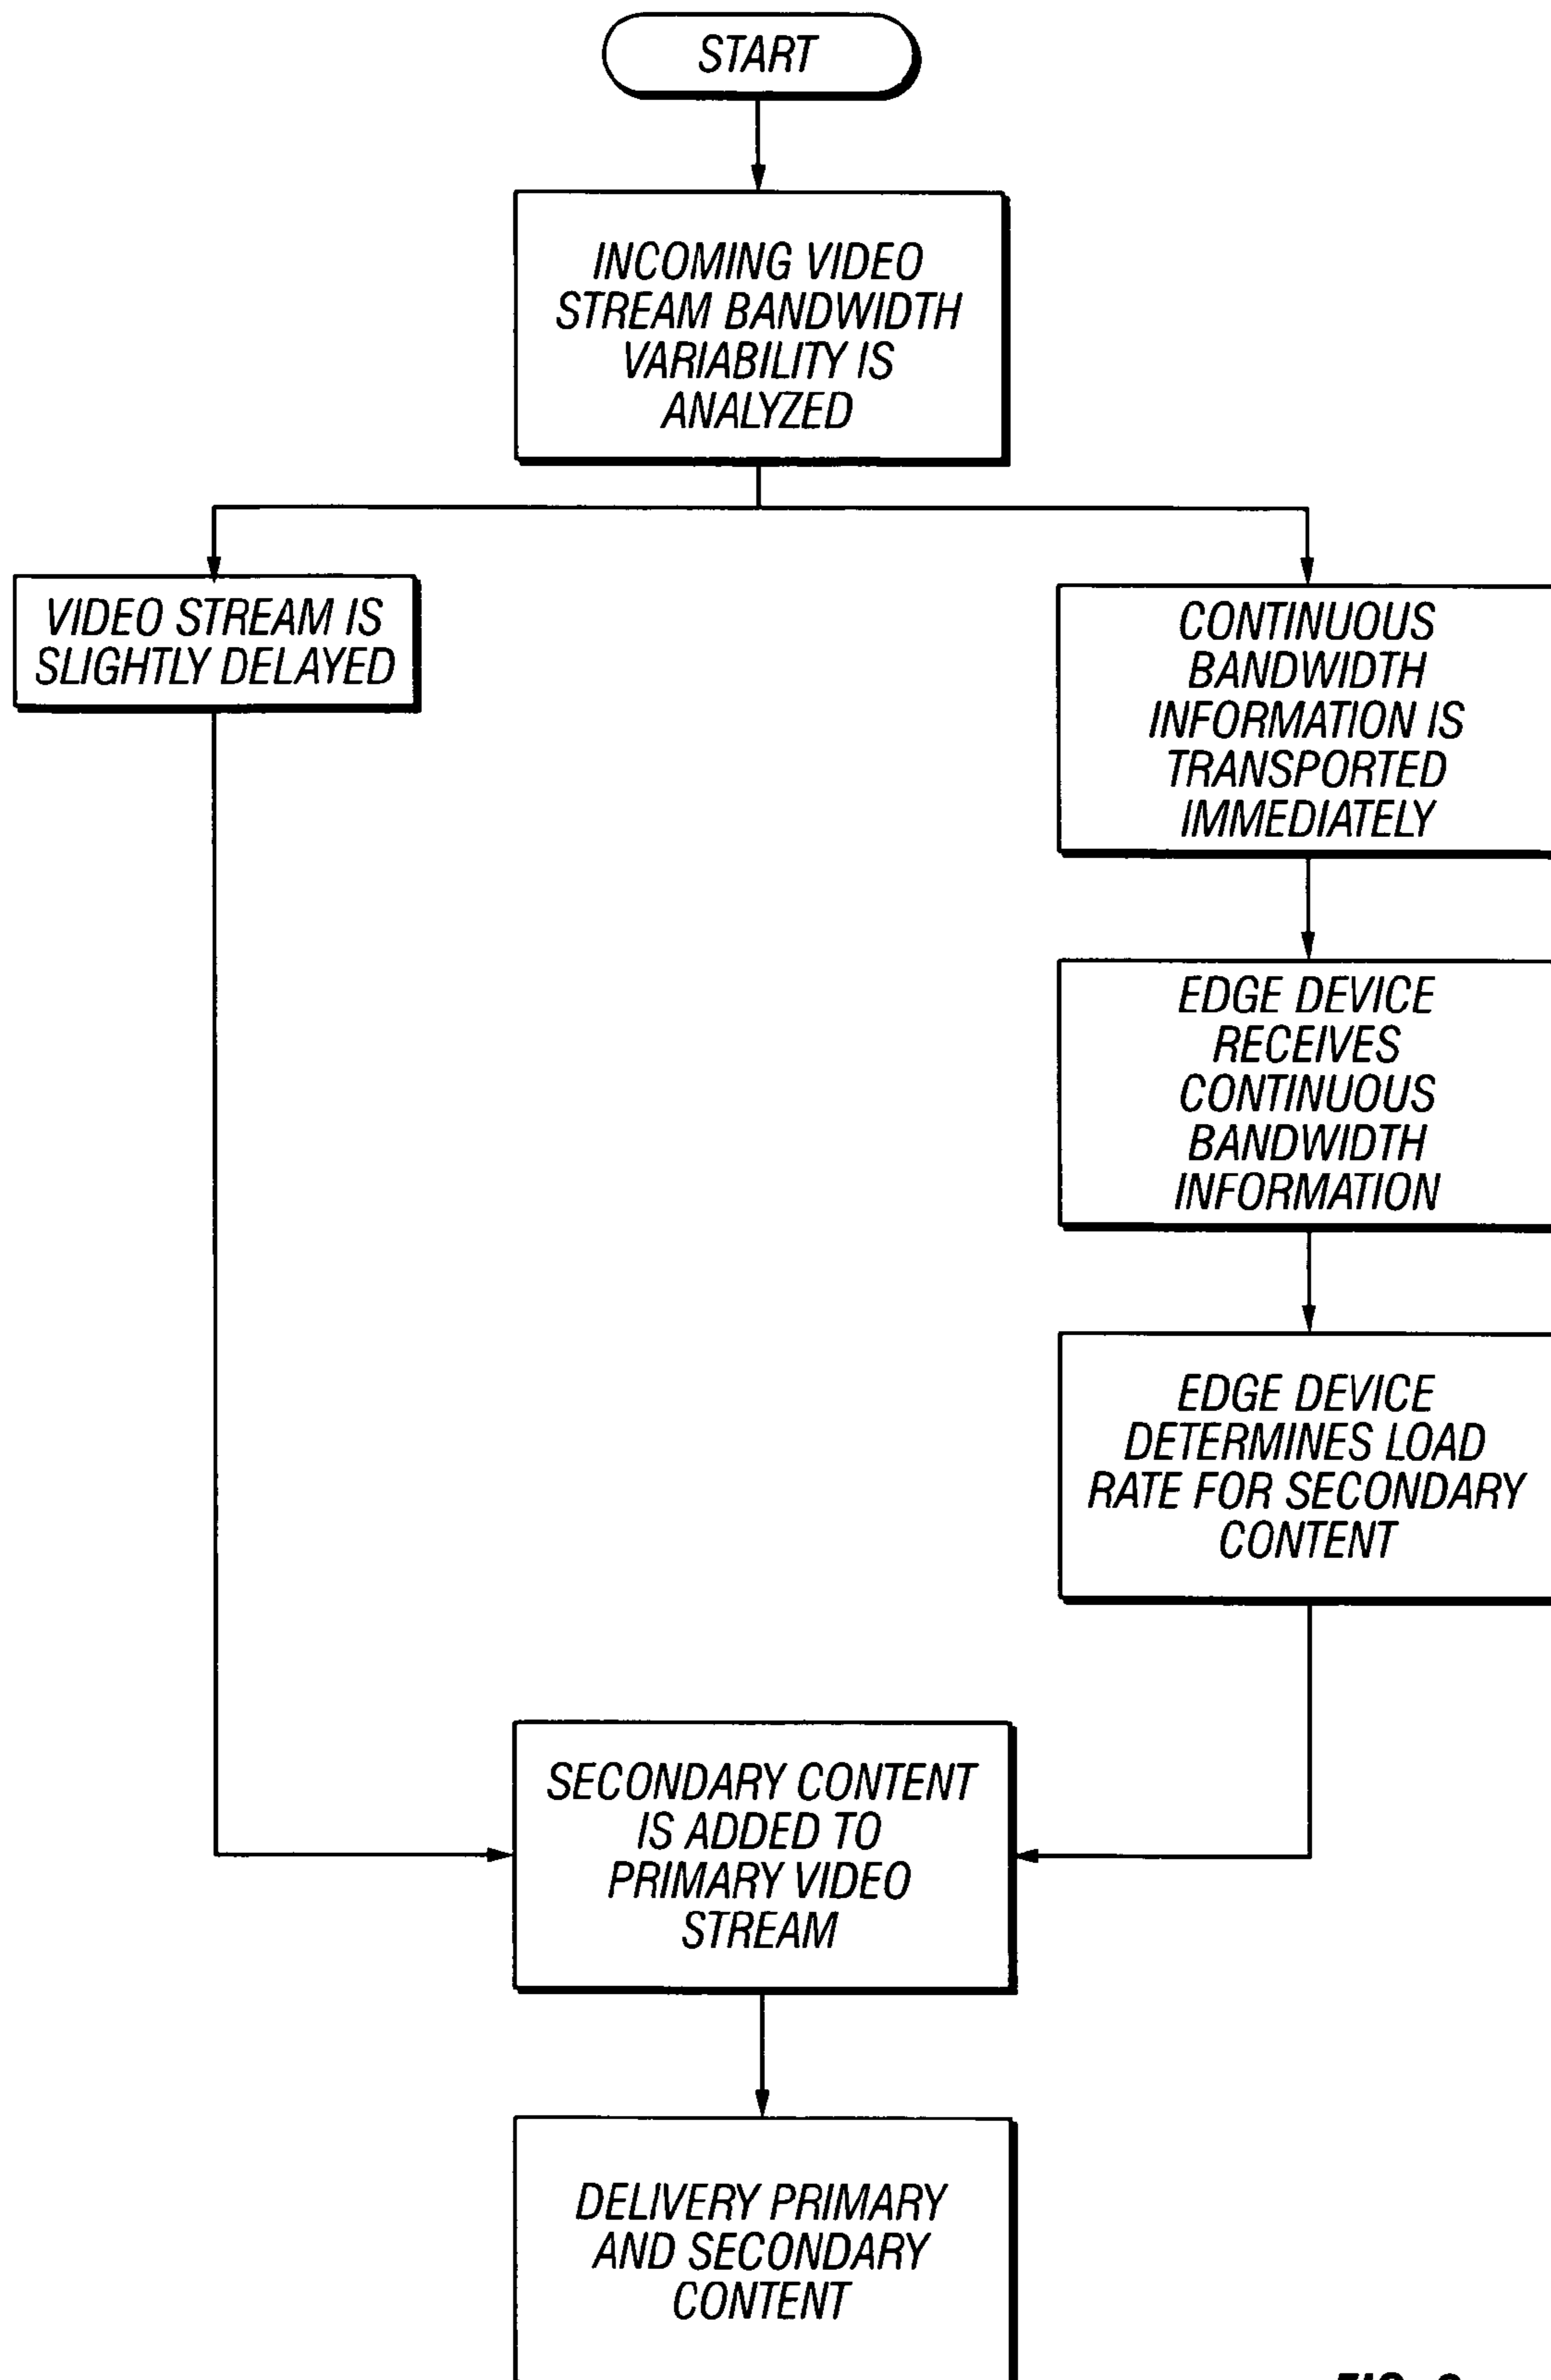 START
INCOMING VIDEO
STREAM BANDWIDTH
VARIABILITY IS
ANALYZED
VIDEO STREAM IS
SLIGHTLY DELAYED
CONTINUOUS
BANDWIDTH
INFORMATION IS
TRANSPORTED
IMMEDIATELY
EDGE DEVICE
RECEIVES
CONTINUOUS
BANDWIDTH
INFORMATION
EDGE DEVICE
DETERMINES LOAD
RATE FOR SECONDARY
CONTENT
SECONDARY CONTENT
IS ADDED TO
PRIMARY VIDEO
STREAM
DELIVERY PRIMARY
AND SECONDARY
CONTENT